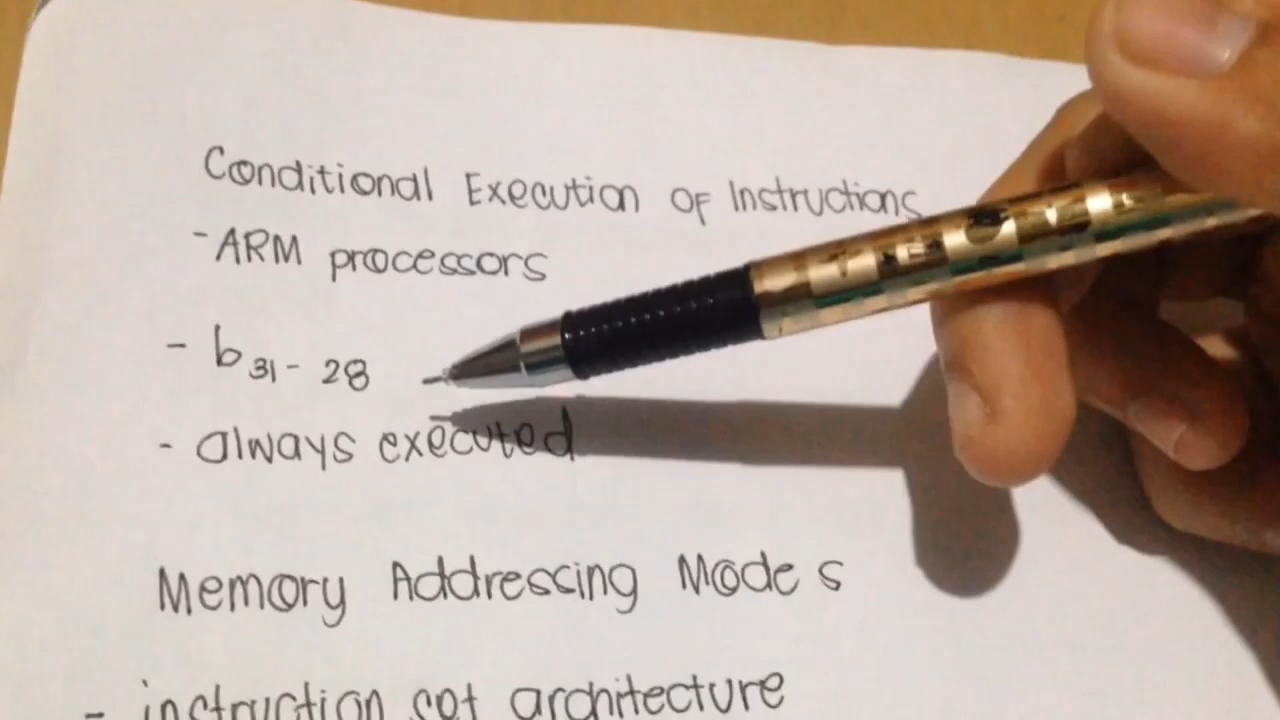 Conditional Execution of Instructions
- ARM processors
- b31-28
- always executed
Memory Addressing Modes
- instruction set architecture